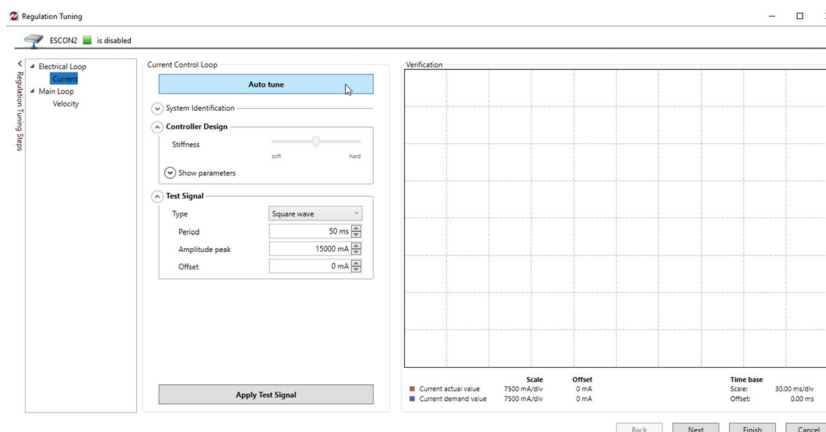 Regulation Tuning
ESCON2 is disabled
Regulation Tuning Steps
Electrical Loop
Current
Main Loop
Velocity
Current Control Loop
Auto tune
System Identification
Controller Design
Stiffness
soft hard
Show parameters
Test Signal
Type Square wave
Period 50 ms
Amplitude peak 15000 mA
Offset 0 mA
Apply Test Signal
Verification
Scale Offset Time base
Current actual value 7500 mA/div 0 mA Scale: 30.00 ms/div
Current demand value 7500 mA/div 0 mA Offset: 0.00 ms
Back Next Finish Cancel